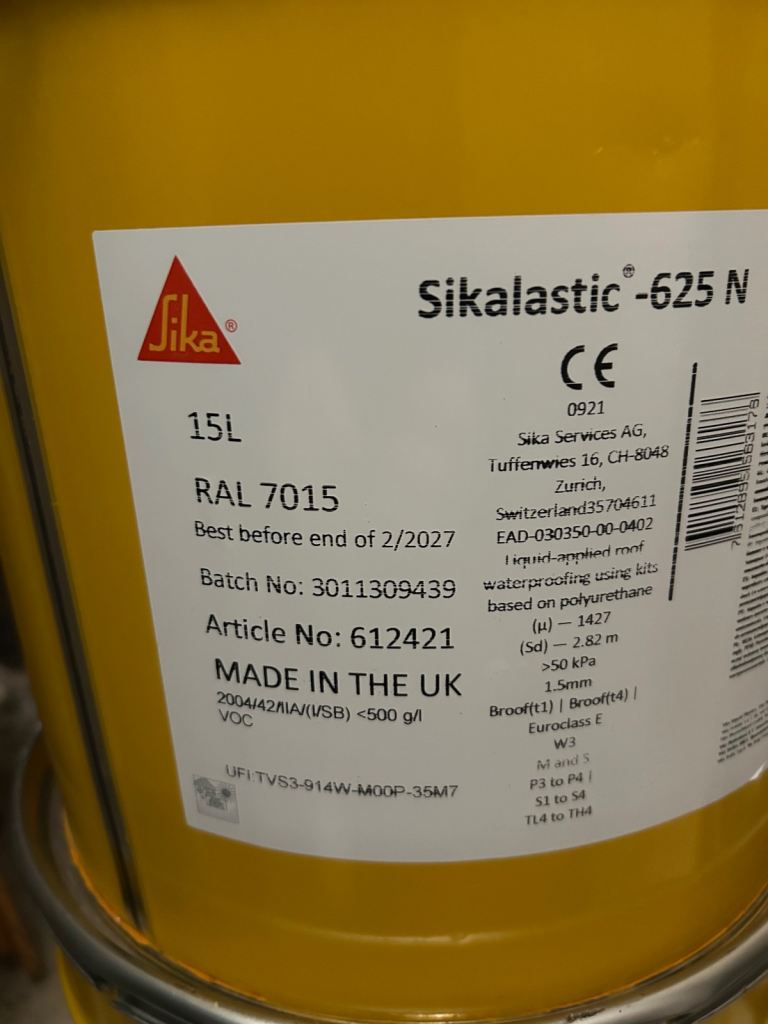 Sika®
Sikalastic®-625 N
15L
RAL 7015
Best before end of 2/2027
Batch No: 3011309439
Article No: 612421
MADE IN THE UK
2004/42/IIA/(I/SB) <500 g/l
VOC
UFI:TVS3-914W-M00P-35M7
CE
0921
Sika Services AG,
Tuffenwies 16, CH-8048
Zurich,
Switzerland35704611
EAD-030350-00-0402
Liquid-applied roof
waterproofing using kits
based on polyurethane
(μ) — 1427
(Sd) — 2.82 m
>50 kPa
1.5mm
Broof(t1) | Broof(t4) |
Euroclass E
W3
M and S
P3 to P4 |
S1 to S4
TL4 to TH4